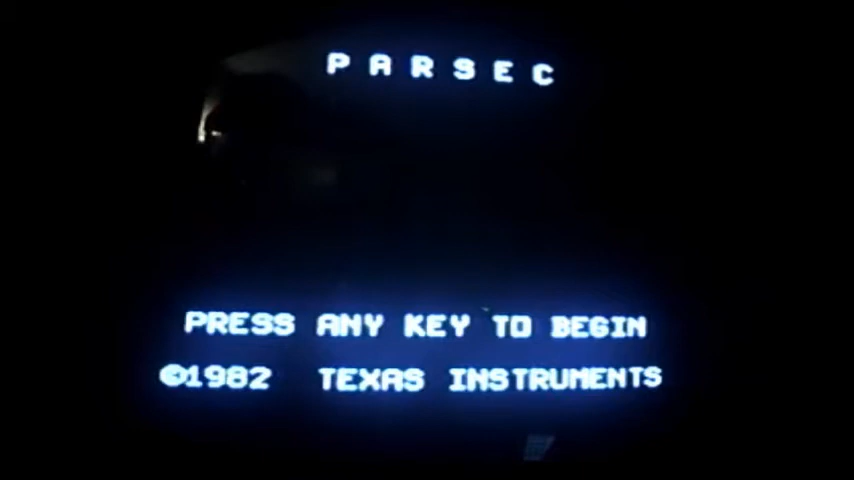 PARSEC
PRESS ANY KEY TO BEGIN
©1982 TEXAS INSTRUMENTS